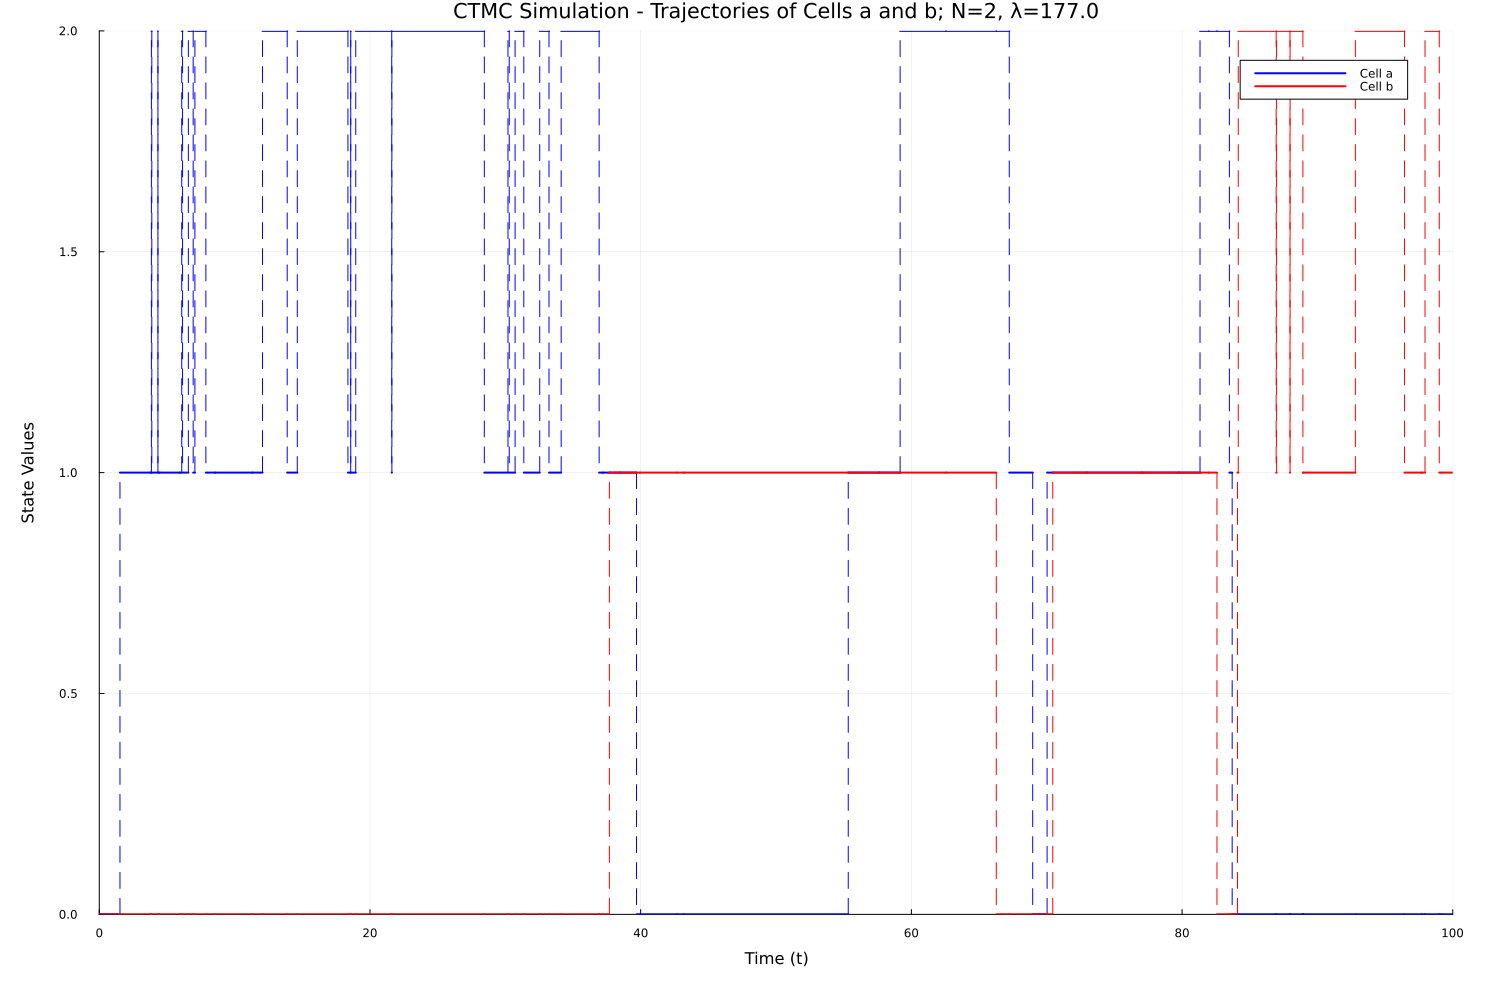 CTMC Simulation - Trajectories of Cells a and b; N=2, λ=177.0
2.0
Cell a
Cell b
1.5
1.0
State Values
0.5
0.0
0 20 40 60 80 100
Time (t)